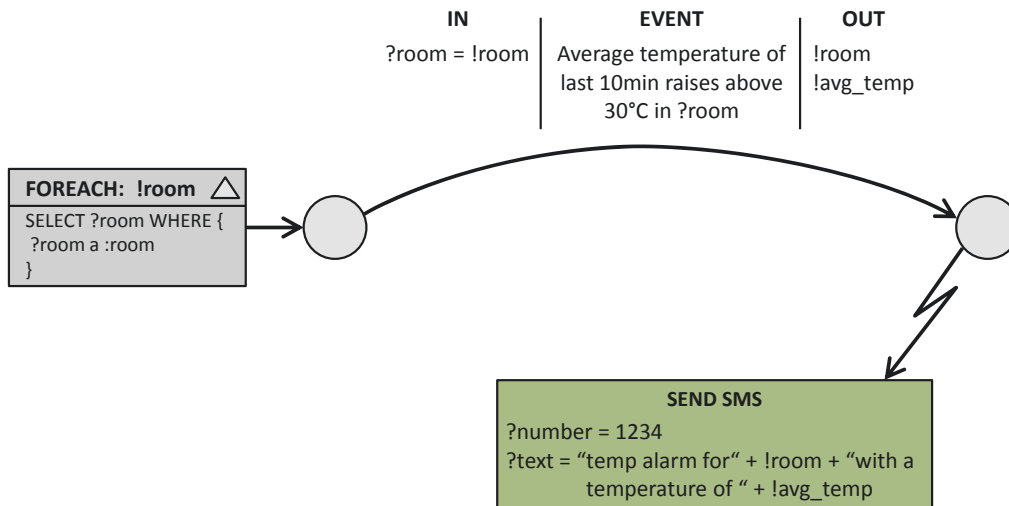 IN
?room = !room
EVENT
Average temperature of
last 10min raises above
30°C in ?room
OUT
!room
!avg_temp
FOREACH: !room
SELECT ?room WHERE {
?room a :room
}
SEND SMS
?number = 1234
?text = “temp alarm for“ + !room + “with a
temperature of “ + !avg_temp